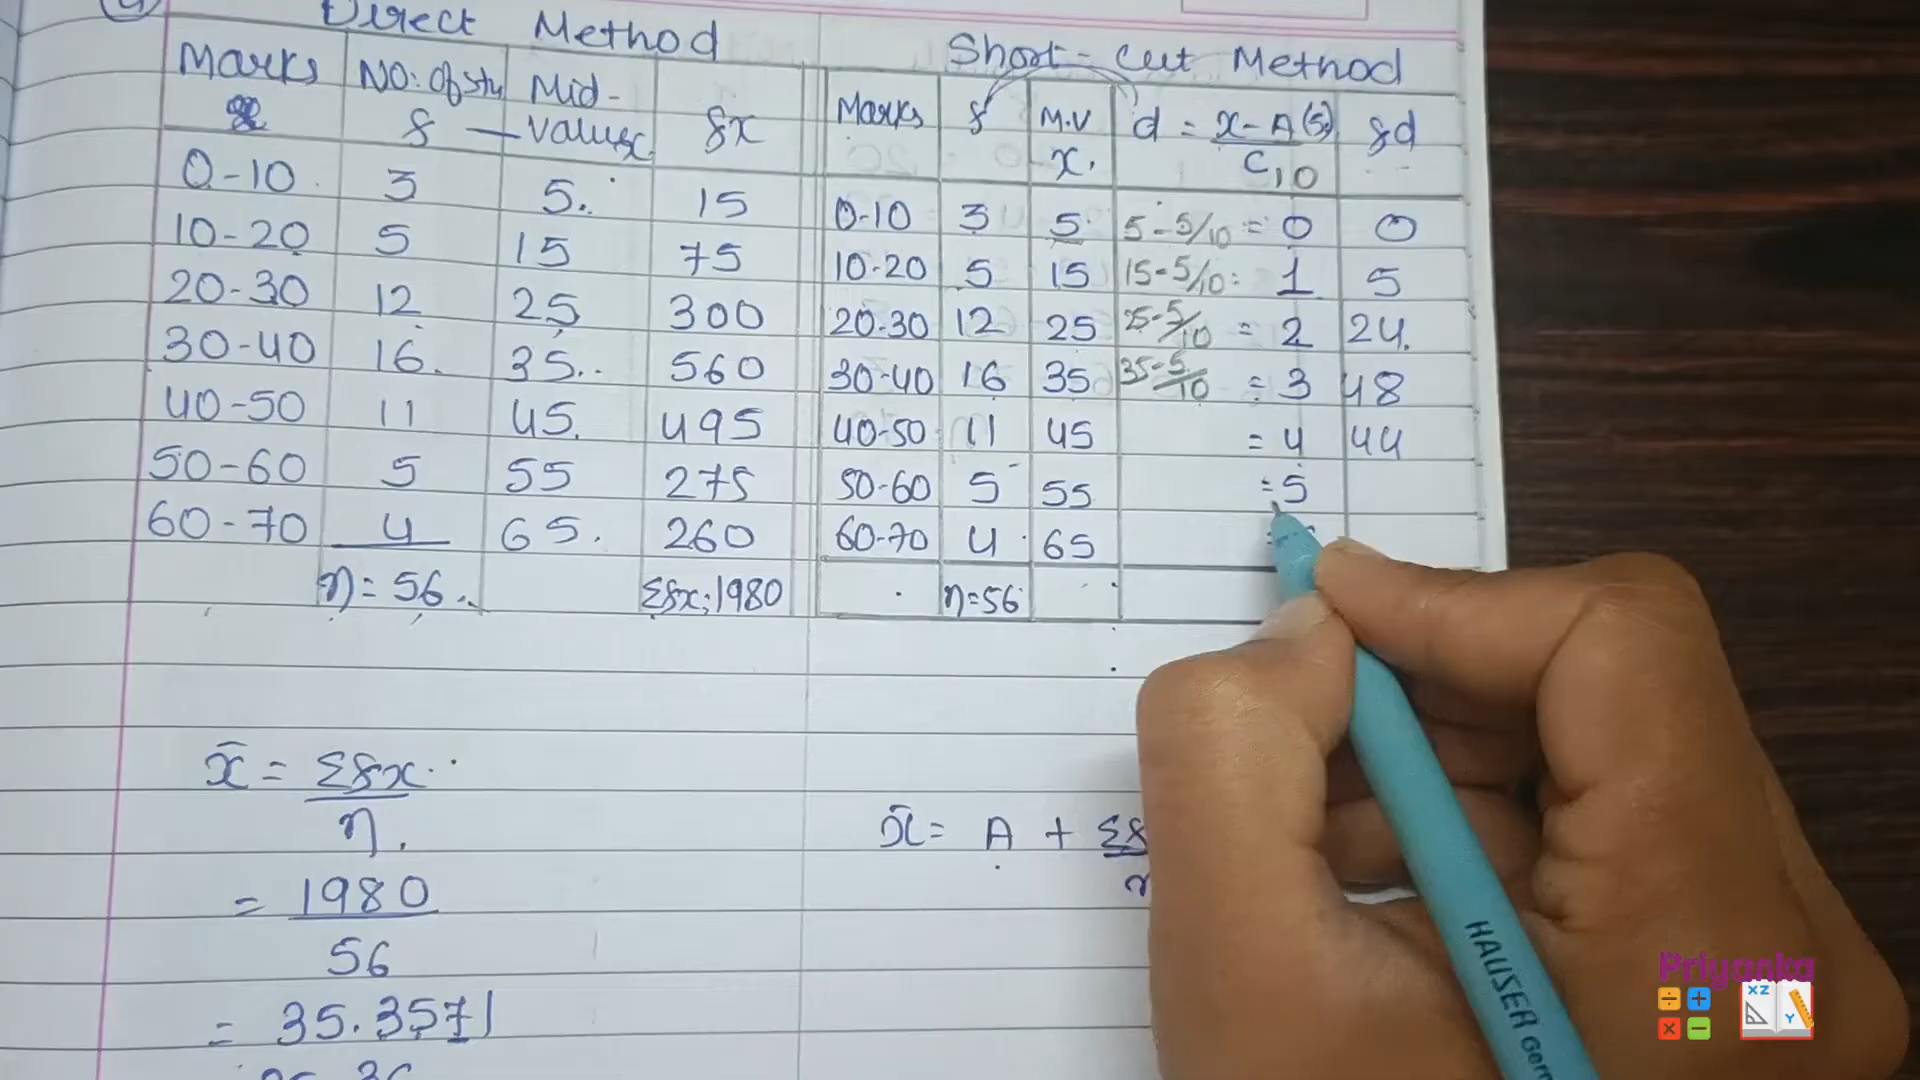 Direct Method
Marks x | No: of stu f | Mid-values x | fx
0-10 | 3 | 5. | 15
10-20 | 5 | 15 | 75
20-30 | 12 | 25 | 300
30-40 | 16. | 35.. | 560
40-50 | 11 | 45. | 495
50-60 | 5 | 55 | 275
60-70 | 4 | 65. | 260
n = 56. | Σfx = 1980
x̄ = Σfx / n.
= 1980 / 56
= 35.3571
Short-cut Method
Marks | f | M.V x. | d = x-A(5) / C,10 | fd
0-10 | 3 | 5 | 5-5/10 = 0 | 0
10-20 | 5 | 15 | 15-5/10 = 1 | 5
20-30 | 12 | 25 | 25-5/10 = 2 | 24.
30-40 | 16 | 35 | 35-5/10 = 3 | 48
40-50 | 11 | 45 | = 4 | 44
50-60 | 5 | 55 | = 5
60-70 | 4 | 65 | =
n=56
x̄ = A + Σf
HAUSER Germ
Priyanka
XZ
Y